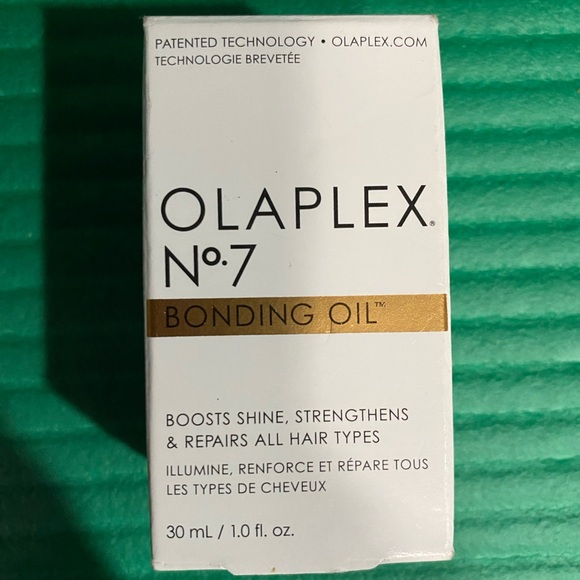 PATENTED TECHNOLOGY • OLAPLEX.COM
TECHNOLOGIE BREVETÉE
OLAPLEX®
Nº.7
BONDING OIL™
BOOSTS SHINE, STRENGTHENS
& REPAIRS ALL HAIR TYPES
ILLUMINE, RENFORCE ET RÉPARE TOUS
LES TYPES DE CHEVEUX
30 mL / 1.0 fl. oz.